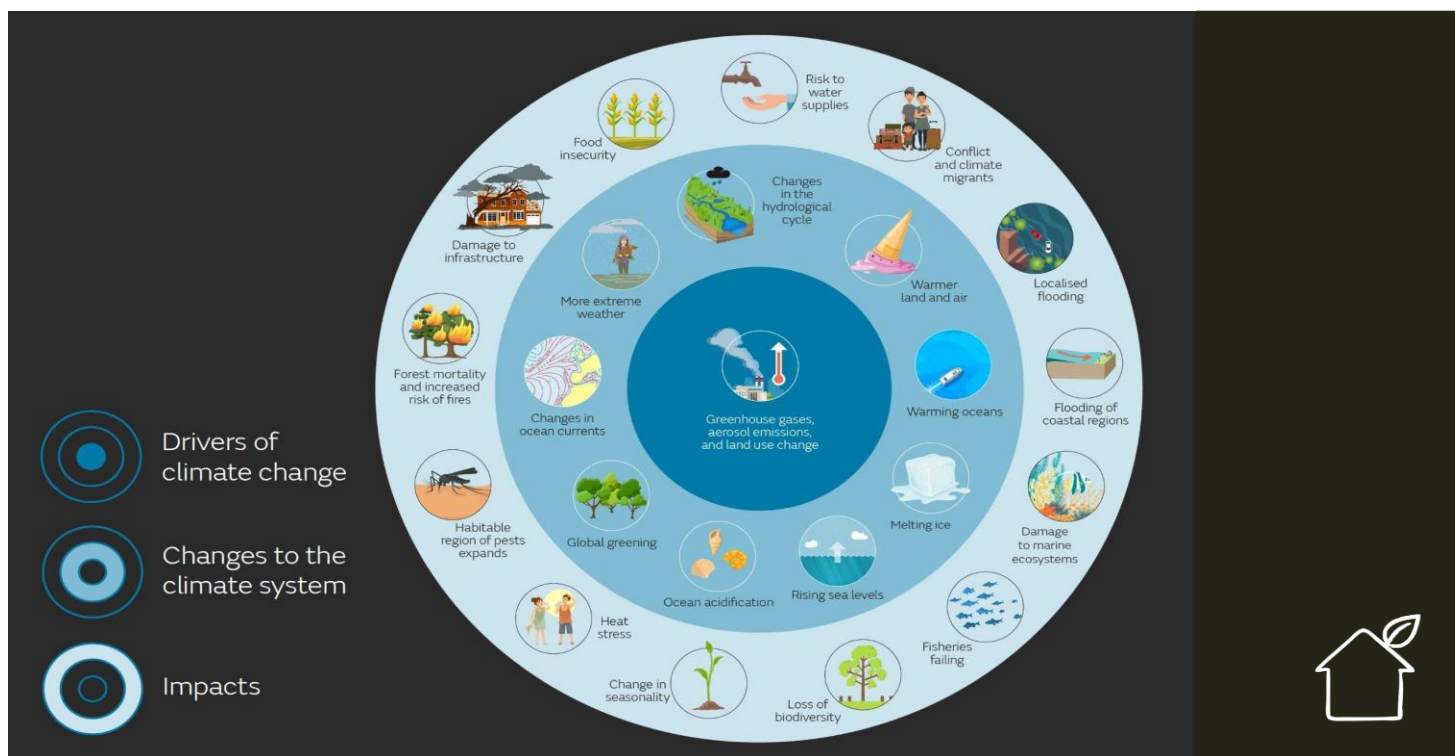 Risk to
water
supplies
Food
insecurity
Conflict
and climate
migrants
Changes
in the
hydrological
cycle
Damage to
infrastructure
More extreme
weather
Warmer
land and air
Localised
flooding
Forest mortality
and increased
risk of fires
Changes in
ocean currents
Greenhouse gases,
aerosol emissions,
and land use change
Warming oceans
Flooding of
coastal regions
Drivers of
climate change
Habitable
region of pests
expands
Global greening
Melting ice
Damage
to marine
ecosystems
Changes to the
climate system
Ocean acidification
Rising sea levels
Heat
stress
Fisheries
failing
Impacts
Change in
seasonality
Loss of
biodiversity